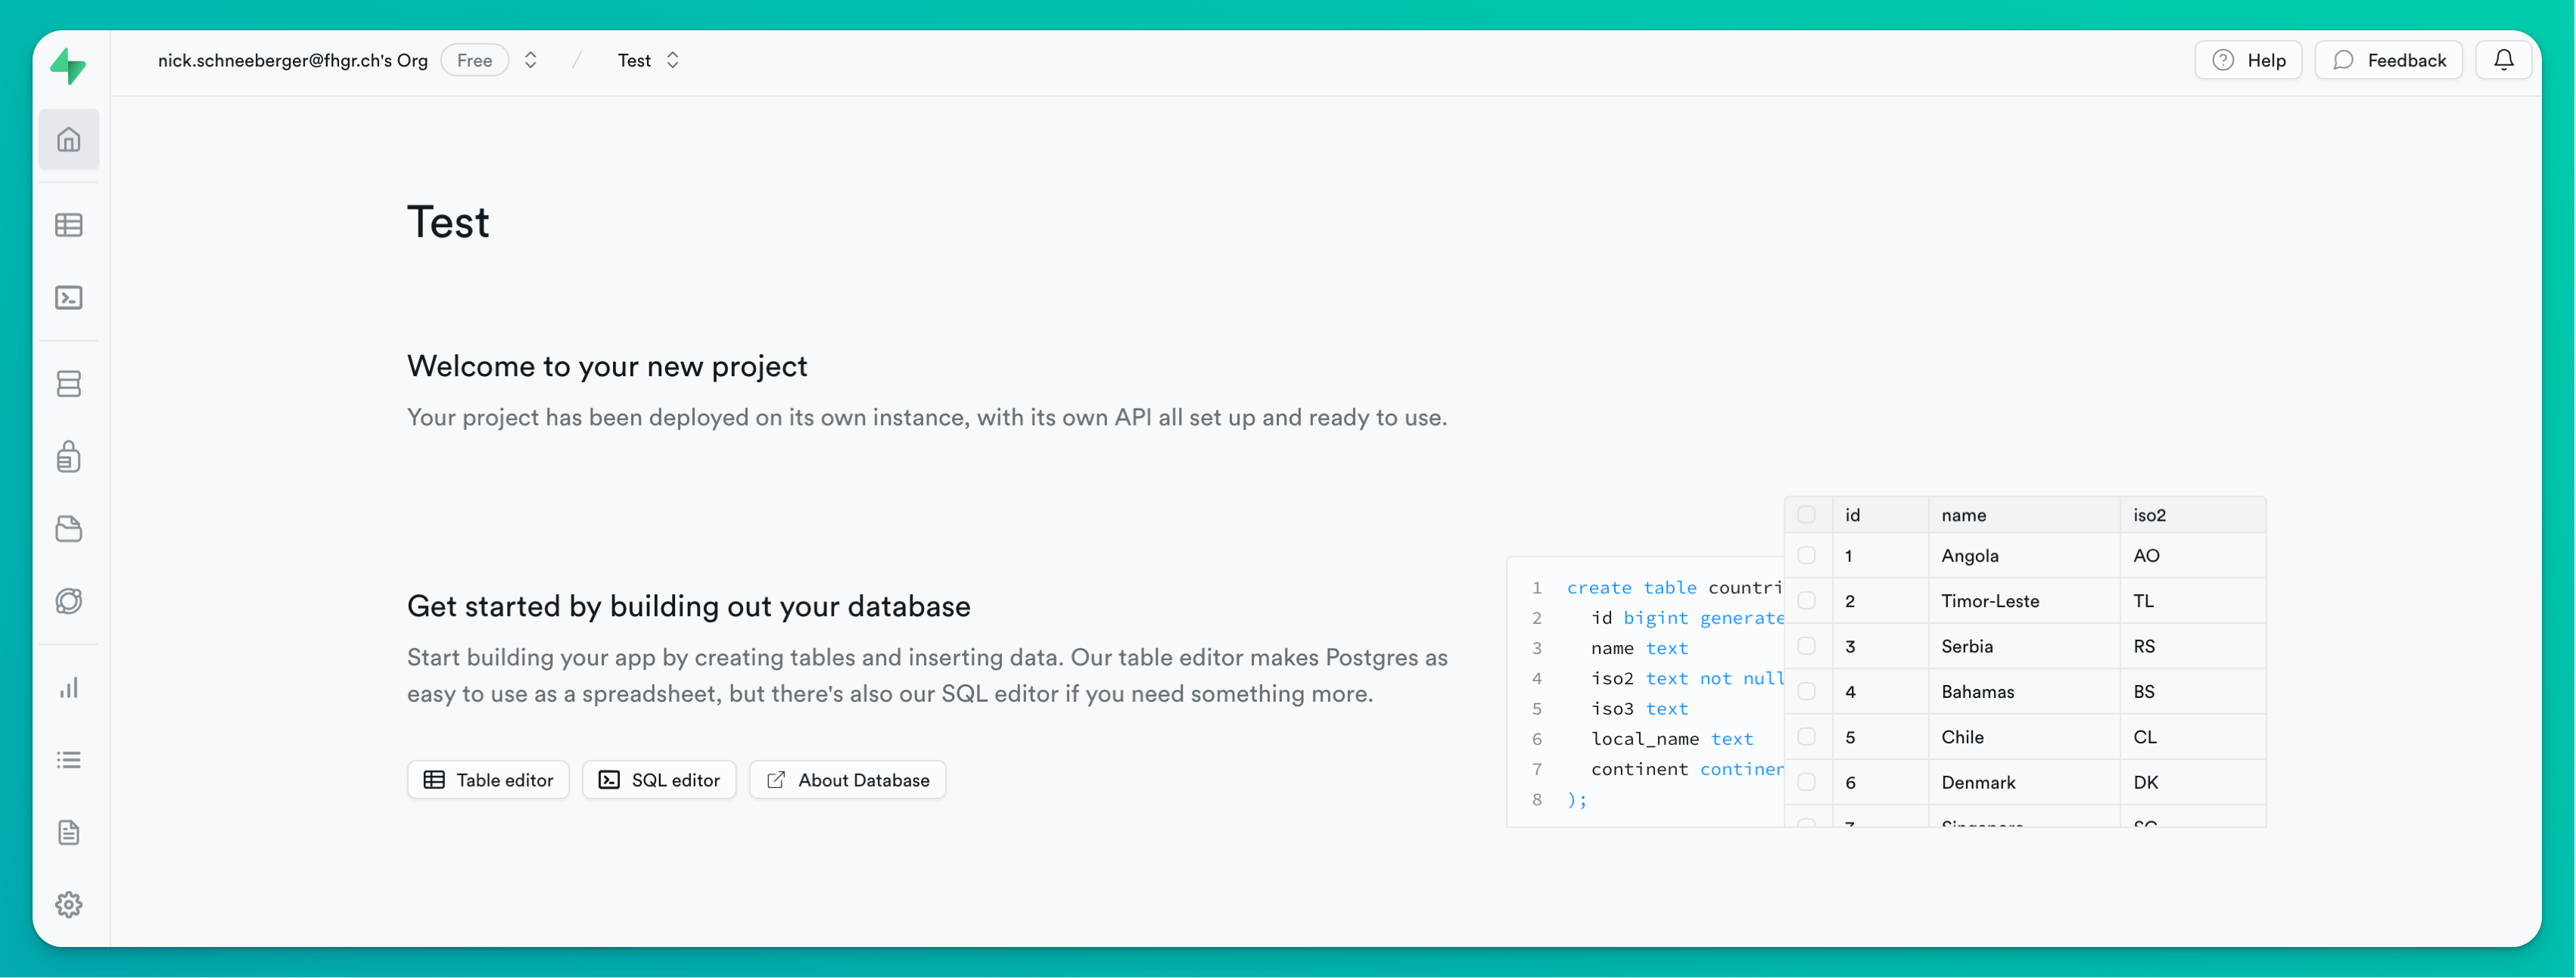 nick.schneeberger@fhgr.ch's Org Free / Test
Help Feedback
Test
Welcome to your new project
Your project has been deployed on its own instance, with its own API all set up and ready to use.
Get started by building out your database
Start building your app by creating tables and inserting data. Our table editor makes Postgres as
easy to use as a spreadsheet, but there's also our SQL editor if you need something more.
Table editor SQL editor About Database
1 create table countri
2 id bigint generate
3 name text
4 iso2 text not null
5 iso3 text
6 local_name text
7 continent continen
8 );
id name iso2
1 Angola AO
2 Timor-Leste TL
3 Serbia RS
4 Bahamas BS
5 Chile CL
6 Denmark DK
7 Singapore SG